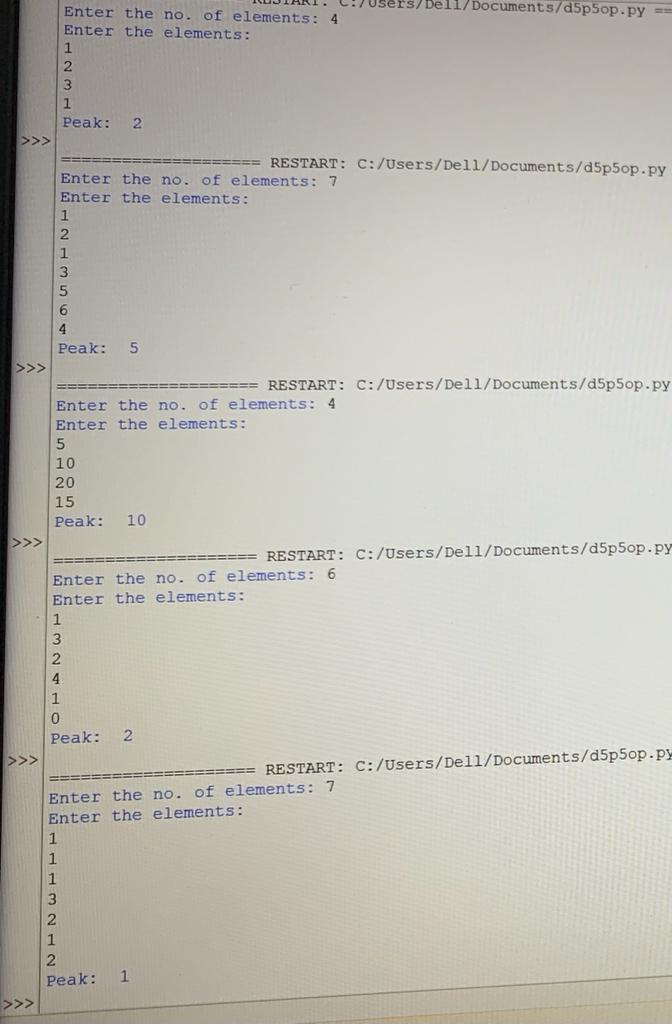 RESTART: C:/Users/Dell/Documents/d5p5op.py ==
Enter the no. of elements: 4
Enter the elements:
1
2
3
1
Peak: 2
>>>
==================== RESTART: C:/Users/Dell/Documents/d5p5op.py
Enter the no. of elements: 7
Enter the elements:
1
2
1
3
5
6
4
Peak: 5
>>>
==================== RESTART: C:/Users/Dell/Documents/d5p5op.py
Enter the no. of elements: 4
Enter the elements:
5
10
20
15
Peak: 10
>>>
==================== RESTART: C:/Users/Dell/Documents/d5p5op.py
Enter the no. of elements: 6
Enter the elements:
1
3
2
4
1
0
Peak: 2
>>>
==================== RESTART: C:/Users/Dell/Documents/d5p5op.py
Enter the no. of elements: 7
Enter the elements:
1
1
1
3
2
1
2
Peak: 1
>>>